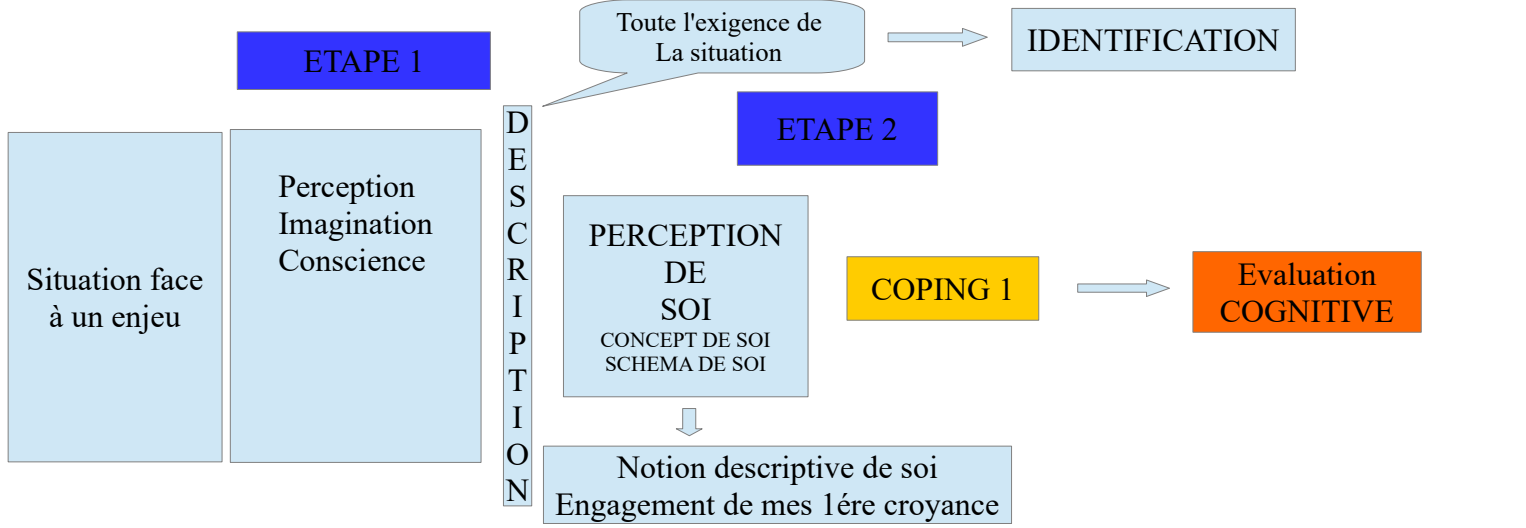 Toute l'exigence de
La situation
IDENTIFICATION
ETAPE 1
ETAPE 2
Situation face
à un enjeu
Perception
Imagination
Conscience
D
E
S
C
R
I
P
T
I
O
N
PERCEPTION
DE
SOI
CONCEPT DE SOI
SCHEMA DE SOI
COPING 1
Evaluation
COGNITIVE
Notion descriptive de soi
Engagement de mes 1ére croyance